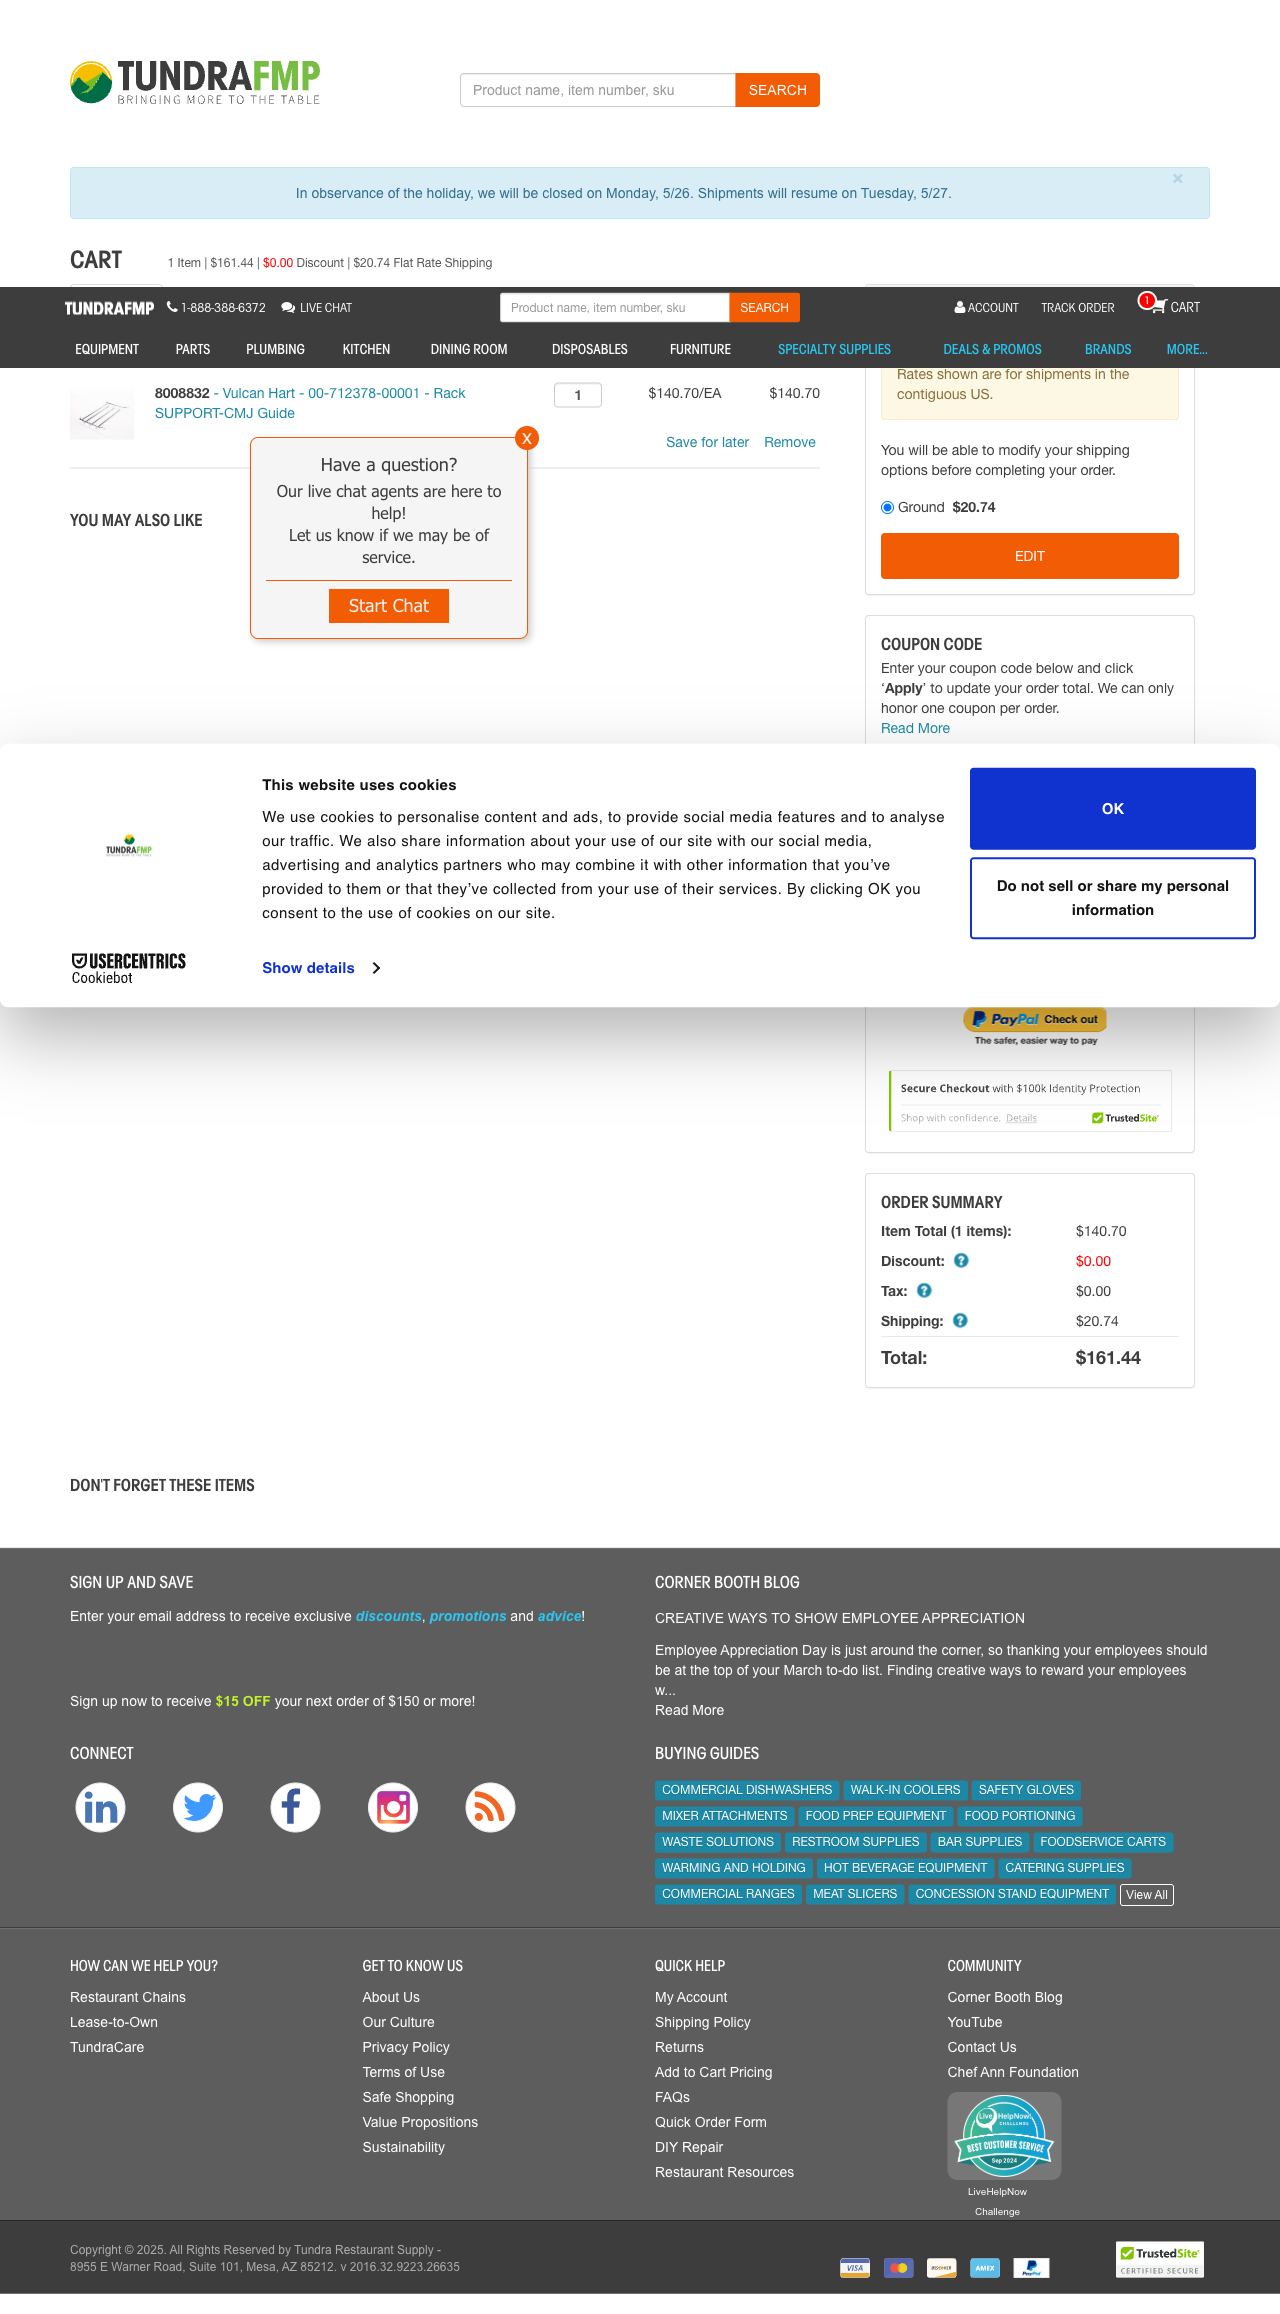 TUNDRAFMP
BRINGING MORE TO THE TABLE
Product name, item number, sku
SEARCH
In observance of the holiday, we will be closed on Monday, 5/26. Shipments will resume on Tuesday, 5/27.
×
CART
1 Item | $161.44 | $0.00 Discount | $20.74 Flat Rate Shipping
TUNDRAFMP
1-888-388-6372
LIVE CHAT
Product name, item number, sku
SEARCH
ACCOUNT
TRACK ORDER
1
CART
EQUIPMENT
PARTS
PLUMBING
KITCHEN
DINING ROOM
DISPOSABLES
FURNITURE
SPECIALTY SUPPLIES
DEALS & PROMOS
BRANDS
MORE...
8008832 - Vulcan Hart - 00-712378-00001 - Rack
SUPPORT-CMJ Guide
1
$140.70/EA
$140.70
Save for later
Remove
Rates shown are for shipments in the
contiguous US.
You will be able to modify your shipping
options before completing your order.
Ground $20.74
EDIT
YOU MAY ALSO LIKE
X
Have a question?
Our live chat agents are here to
help!
Let us know if we may be of
service.
Start Chat
COUPON CODE
Enter your coupon code below and click
‘Apply’ to update your order total. We can only
honor one coupon per order.
Read More
TUNDRAFMP
USERCENTRICS
Cookiebot
This website uses cookies
We use cookies to personalise content and ads, to provide social media features and to analyse
our traffic. We also share information about your use of our site with our social media,
advertising and analytics partners who may combine it with other information that you’ve
provided to them or that they’ve collected from your use of their services. By clicking OK you
consent to the use of cookies on our site.
Show details
OK
Do not sell or share my personal
information
PayPal Check out
The safer, easier way to pay
Secure Checkout with $100k Identity Protection
Shop with confidence. Details
TrustedSite
ORDER SUMMARY
Item Total (1 items): $140.70
Discount: ? $0.00
Tax: ? $0.00
Shipping: ? $20.74
Total: $161.44
DON'T FORGET THESE ITEMS
SIGN UP AND SAVE
Enter your email address to receive exclusive discounts, promotions and advice!
Sign up now to receive $15 OFF your next order of $150 or more!
CONNECT
CORNER BOOTH BLOG
CREATIVE WAYS TO SHOW EMPLOYEE APPRECIATION
Employee Appreciation Day is just around the corner, so thanking your employees should
be at the top of your March to-do list. Finding creative ways to reward your employees
w...
Read More
BUYING GUIDES
COMMERCIAL DISHWASHERS
WALK-IN COOLERS
SAFETY GLOVES
MIXER ATTACHMENTS
FOOD PREP EQUIPMENT
FOOD PORTIONING
WASTE SOLUTIONS
RESTROOM SUPPLIES
BAR SUPPLIES
FOODSERVICE CARTS
WARMING AND HOLDING
HOT BEVERAGE EQUIPMENT
CATERING SUPPLIES
COMMERCIAL RANGES
MEAT SLICERS
CONCESSION STAND EQUIPMENT
View All
HOW CAN WE HELP YOU?
Restaurant Chains
Lease-to-Own
TundraCare
GET TO KNOW US
About Us
Our Culture
Privacy Policy
Terms of Use
Safe Shopping
Value Propositions
Sustainability
QUICK HELP
My Account
Shipping Policy
Returns
Add to Cart Pricing
FAQs
Quick Order Form
DIY Repair
Restaurant Resources
COMMUNITY
Corner Booth Blog
YouTube
Contact Us
Chef Ann Foundation
LiveHelpNow!
CHALLENGE
BEST CUSTOMER SERVICE
Sep 2024
LiveHelpNow
Challenge
Copyright © 2025. All Rights Reserved by Tundra Restaurant Supply -
8955 E Warner Road, Suite 101, Mesa, AZ 85212. v 2016.32.9223.26635
VISA
DISCOVER
AMEX
PayPal
TrustedSite
CERTIFIED SECURE